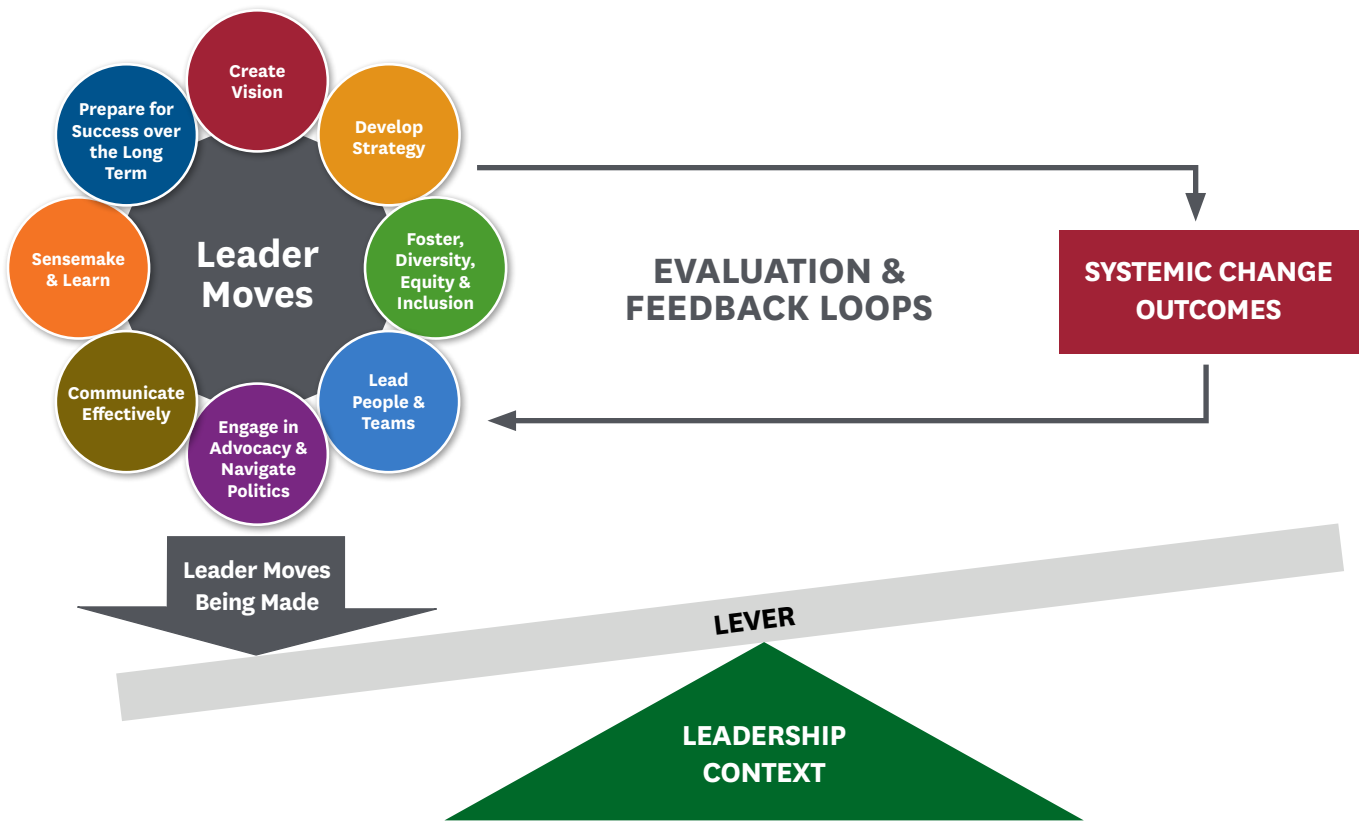 Create
Vision
Develop
Strategy
Foster,
Diversity,
Equity &
Inclusion
Lead
People &
Teams
Engage in
Advocacy &
Navigate
Politics
Communicate
Effectively
Sensemake
& Learn
Prepare for
Success over
the Long
Term
Leader
Moves
EVALUATION &
FEEDBACK LOOPS
SYSTEMIC CHANGE
OUTCOMES
Leader Moves
Being Made
LEVER
LEADERSHIP
CONTEXT